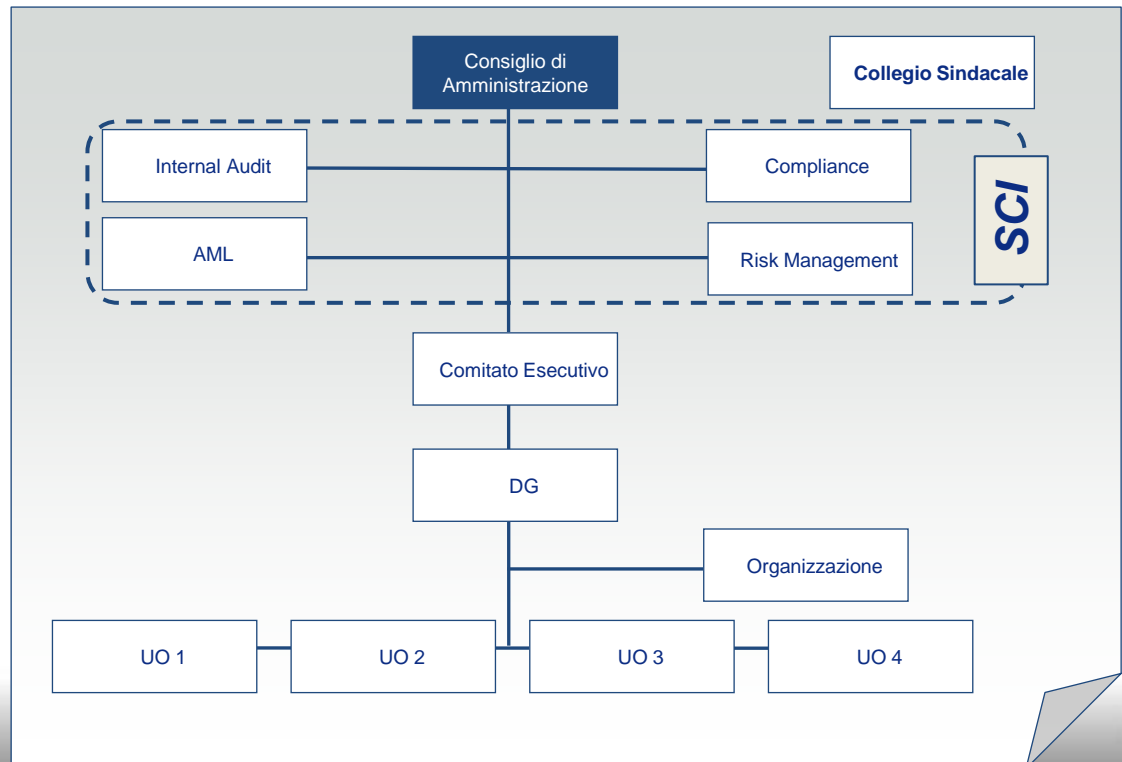 Consiglio di
Amministrazione
Collegio Sindacale
Internal Audit
Compliance
SCI
AML
Risk Management
Comitato Esecutivo
DG
Organizzazione
UO 1
UO 2
UO 3
UO 4